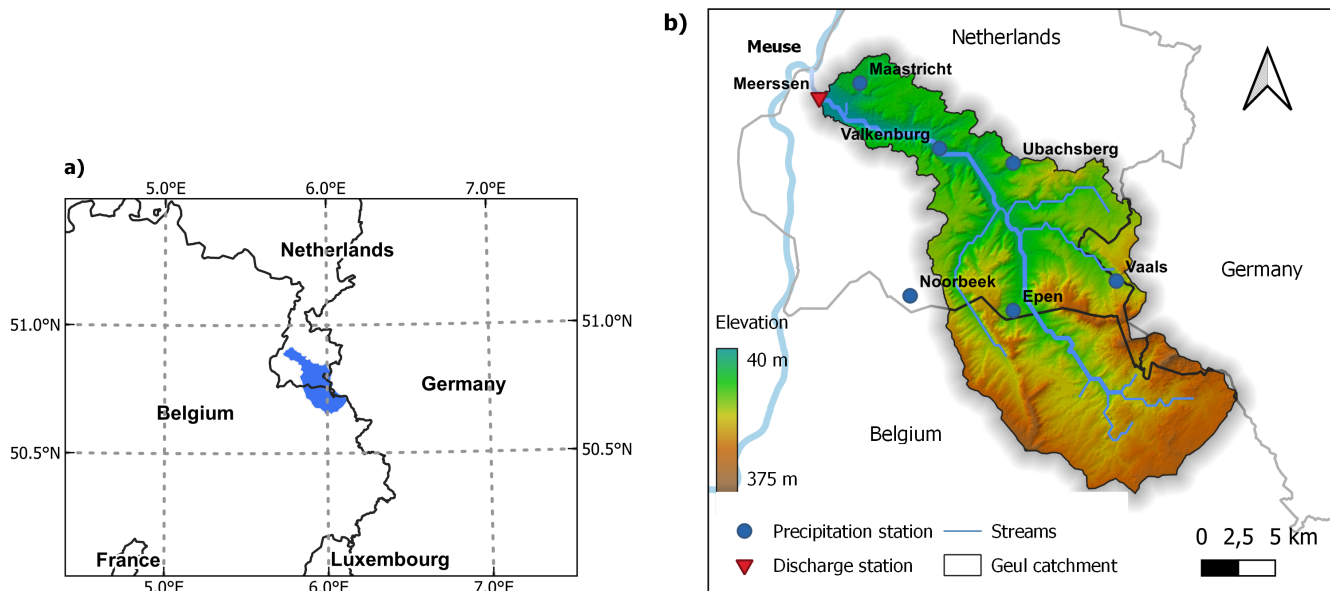 a)
5.0°E 6.0°E 7.0°E
Netherlands
51.0°N 51.0°N
Germany
Belgium
50.5°N 50.5°N
France Luxembourg
5.0°E 6.0°E 7.0°E
b)
Netherlands
Meuse
Maastricht
Meerssen
Valkenburg
Ubachsberg
Vaals
Germany
Noorbeek
Epen
Elevation
40 m
Belgium
375 m
Precipitation station Streams
Discharge station Geul catchment
0 2,5 5 km